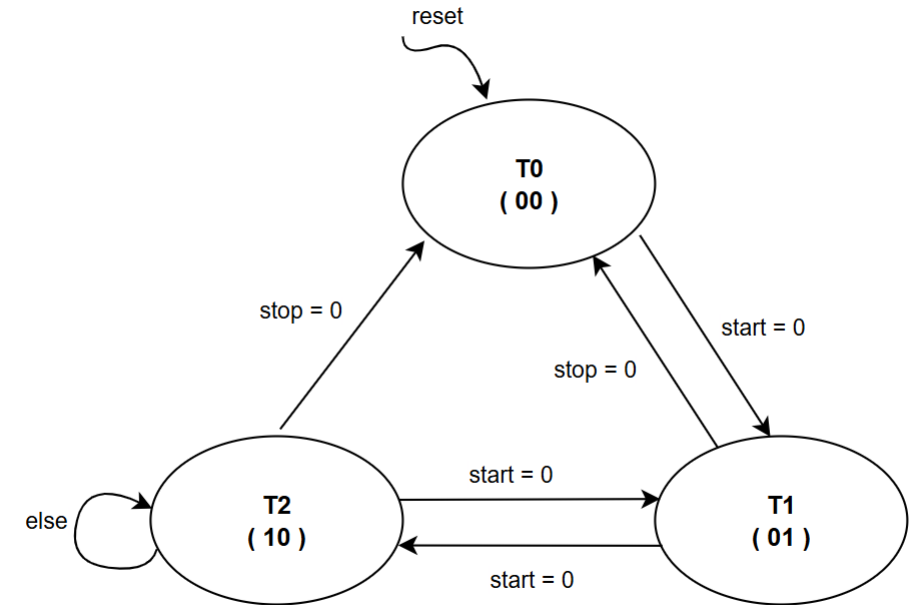 reset
T0
( 00 )
stop = 0
start = 0
stop = 0
start = 0
T2
( 10 )
T1
( 01 )
else
start = 0